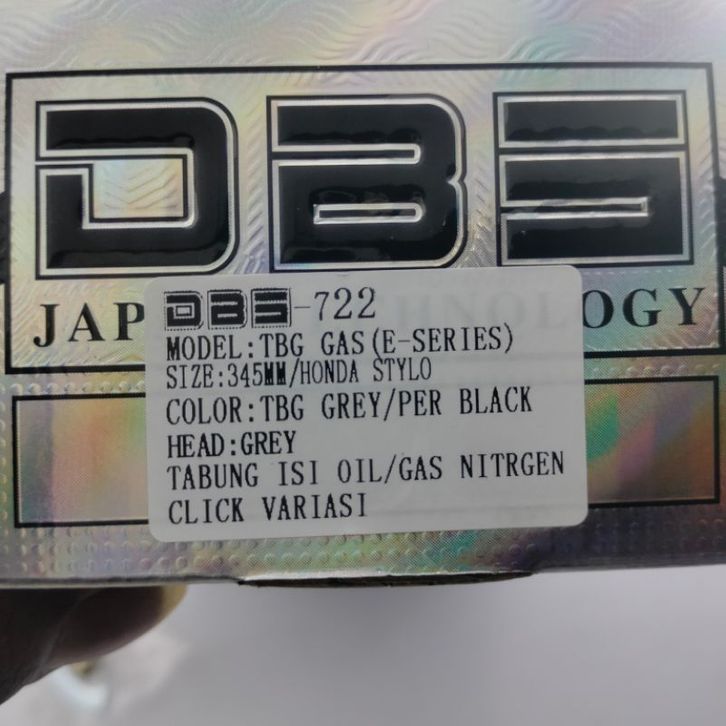 DBS
JAP NOLOGY
DBS-722
MODEL:TBG GAS(E-SERIES)
SIZE:345MM/HONDA STYLO
COLOR:TBG GREY/PER BLACK
HEAD:GREY
TABUNG ISI OIL/GAS NITRGEN
CLICK VARIASI